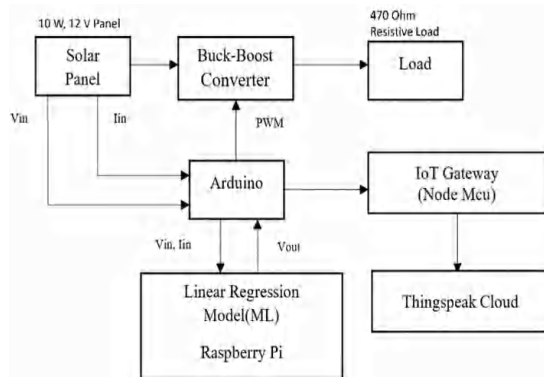 10 W, 12 V Panel
470 Ohm
Resistive Load
Solar
Panel
Buck-Boost
Converter
Load
Vin
Iin
PWM
Arduino
IoT Gateway
(Node Mcu)
Vin, Iin
Vout
Linear Regression
Model(ML)
Raspberry Pi
Thingspeak Cloud